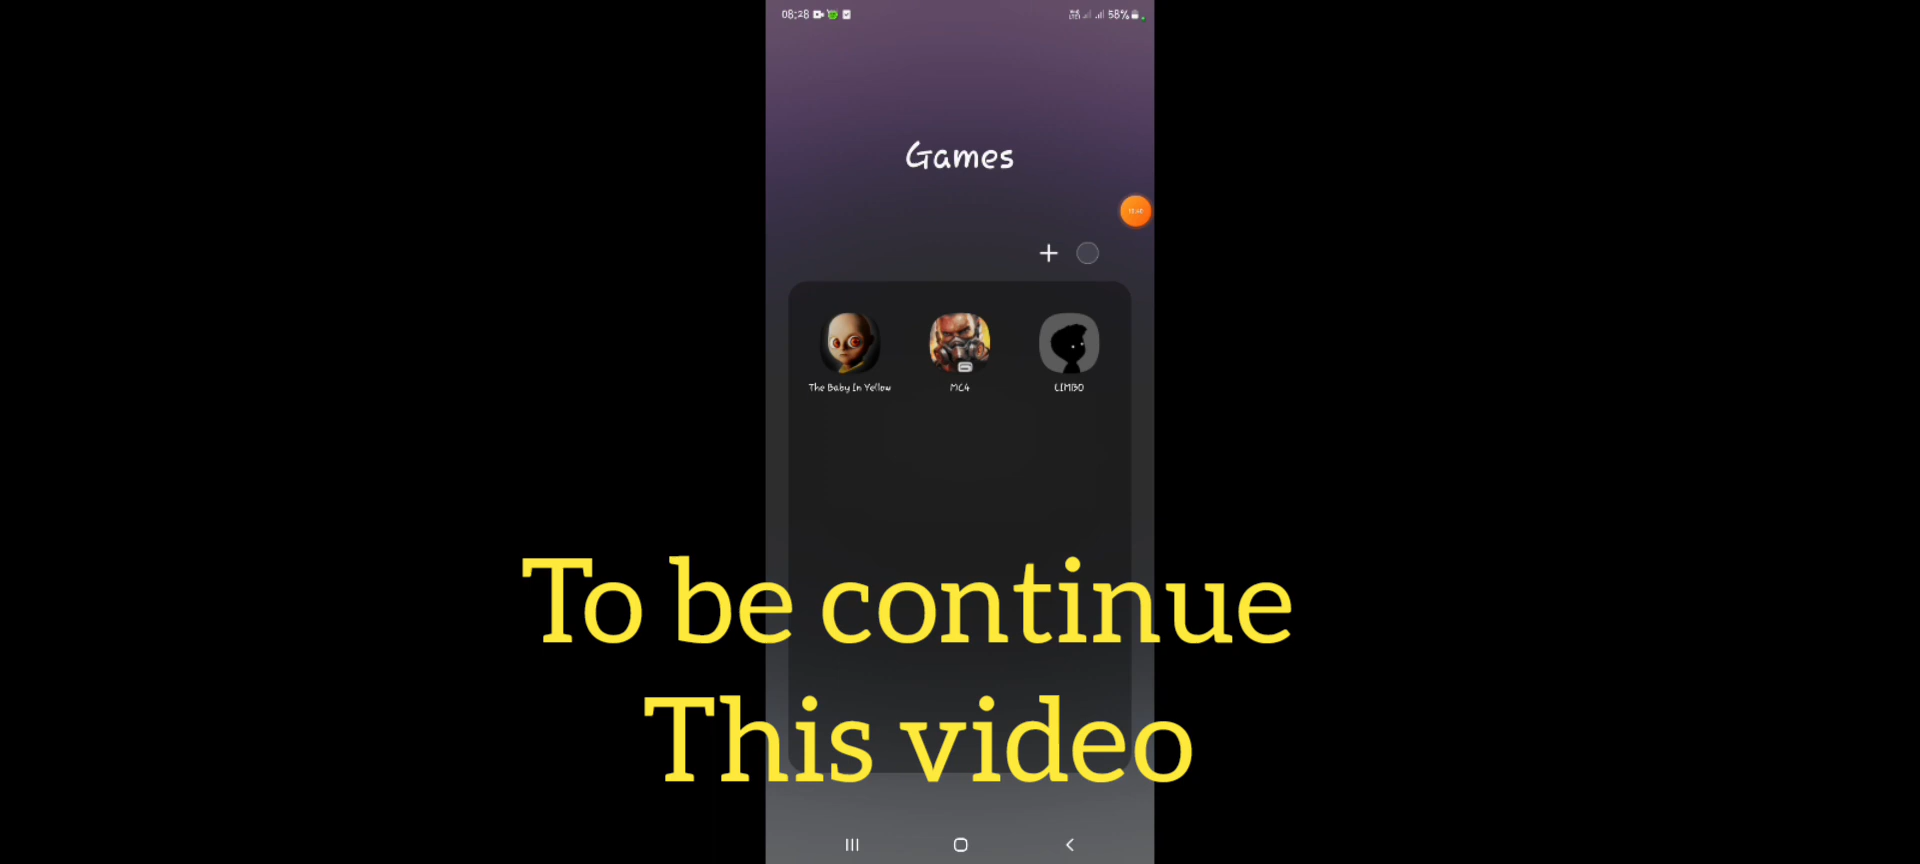 08:28
58%
Games
The Baby In Yellow
MC4
LIMBO
To be continue
This video